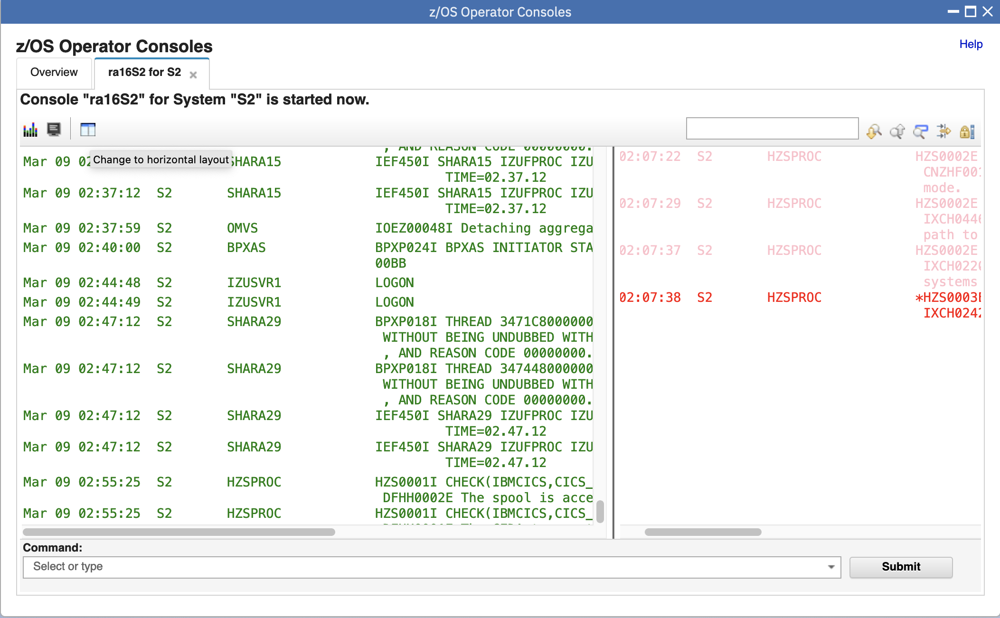 z/OS Operator Consoles
z/OS Operator Consoles
Help
Overview
ra16S2 for S2
Console "ra16S2" for System "S2" is started now.
Change to horizontal layout
, AND REASON CODE 00000000.
Mar 09 02 SHARA15 IEF450I SHARA15 IZUFPROC IZU
TIME=02.37.12
Mar 09 02:37:12 S2 SHARA15 IEF450I SHARA15 IZUFPROC IZU
TIME=02.37.12
Mar 09 02:37:59 S2 OMVS IOEZ00048I Detaching aggrega
Mar 09 02:40:00 S2 BPXAS BPXP024I BPXAS INITIATOR STA
00BB
Mar 09 02:44:48 S2 IZUSVR1 LOGON
Mar 09 02:44:49 S2 IZUSVR1 LOGON
Mar 09 02:47:12 S2 SHARA29 BPXP018I THREAD 3471C8000000
WITHOUT BEING UNDUBBED WITH
, AND REASON CODE 00000000.
Mar 09 02:47:12 S2 SHARA29 BPXP018I THREAD 347448000000
WITHOUT BEING UNDUBBED WITH
, AND REASON CODE 00000000.
Mar 09 02:47:12 S2 SHARA29 IEF450I SHARA29 IZUFPROC IZU
TIME=02.47.12
Mar 09 02:47:12 S2 SHARA29 IEF450I SHARA29 IZUFPROC IZU
TIME=02.47.12
Mar 09 02:55:25 S2 HZSPROC HZS0001I CHECK(IBMCICS,CICS_
DFHH0002E The spool is acce
Mar 09 02:55:25 S2 HZSPROC HZS0001I CHECK(IBMCICS,CICS_
02:07:22 S2 HZSPROC HZS0002E
CNZHF001
mode.
02:07:29 S2 HZSPROC HZS0002E
IXCH0446
path to
02:07:37 S2 HZSPROC HZS0002E
IXCH0220
systems
02:07:38 S2 HZSPROC *HZS0003E
IXCH0242
Command:
Select or type
Submit